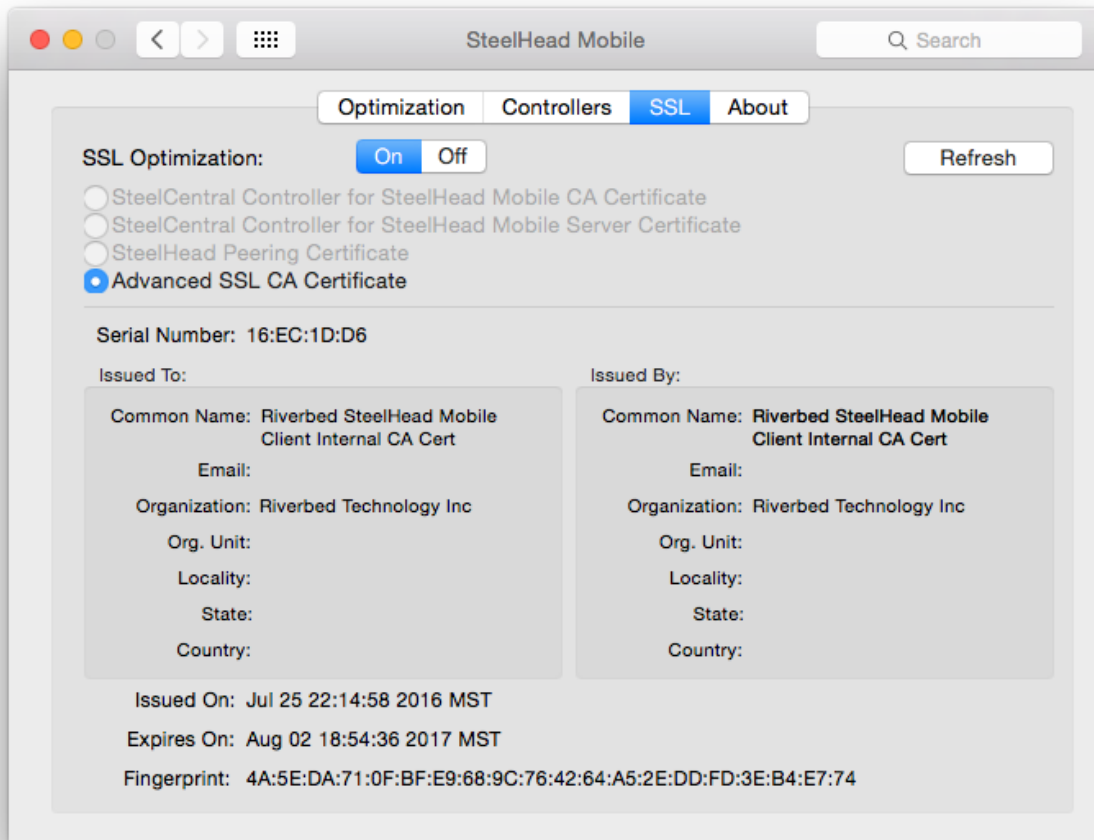 SteelHead Mobile
Search
Optimization Controllers SSL About
SSL Optimization: On Off Refresh
SteelCentral Controller for SteelHead Mobile CA Certificate
SteelCentral Controller for SteelHead Mobile Server Certificate
SteelHead Peering Certificate
Advanced SSL CA Certificate
Serial Number: 16:EC:1D:D6
Issued To:
Common Name: Riverbed SteelHead Mobile
Client Internal CA Cert
Email:
Organization: Riverbed Technology Inc
Org. Unit:
Locality:
State:
Country:
Issued By:
Common Name: Riverbed SteelHead Mobile
Client Internal CA Cert
Email:
Organization: Riverbed Technology Inc
Org. Unit:
Locality:
State:
Country:
Issued On: Jul 25 22:14:58 2016 MST
Expires On: Aug 02 18:54:36 2017 MST
Fingerprint: 4A:5E:DA:71:0F:BF:E9:68:9C:76:42:64:A5:2E:DD:FD:3E:B4:E7:74